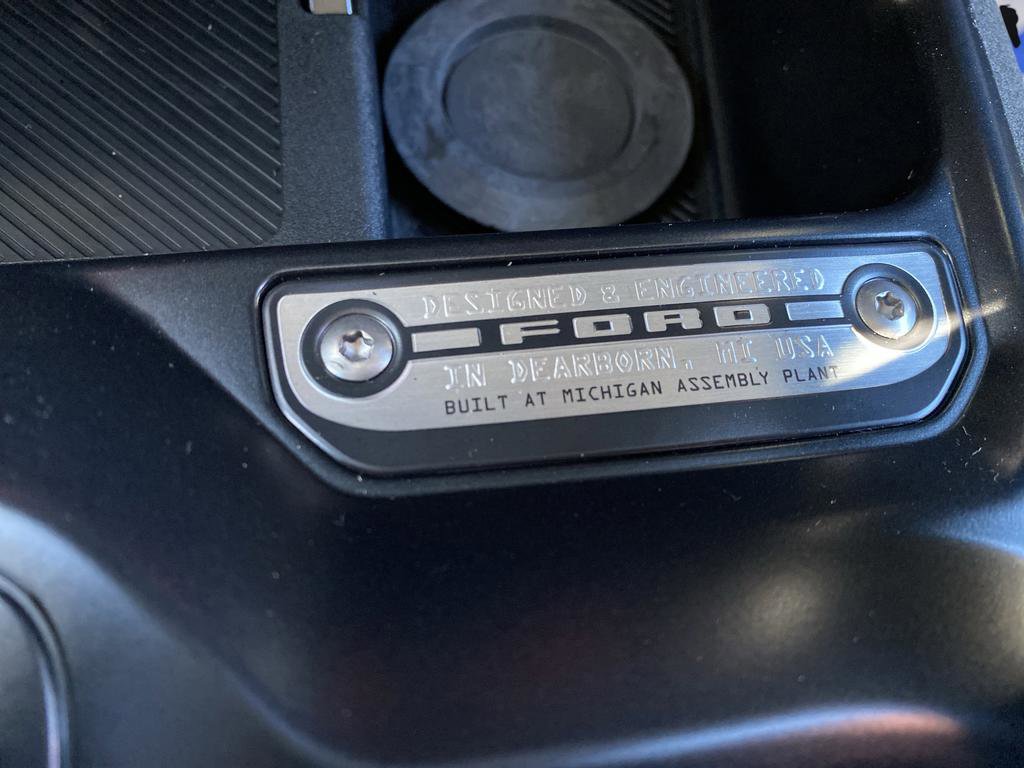 DESIGNED & ENGINEERED
FORD
IN DEARBORN, MI USA
BUILT AT MICHIGAN ASSEMBLY PLANT